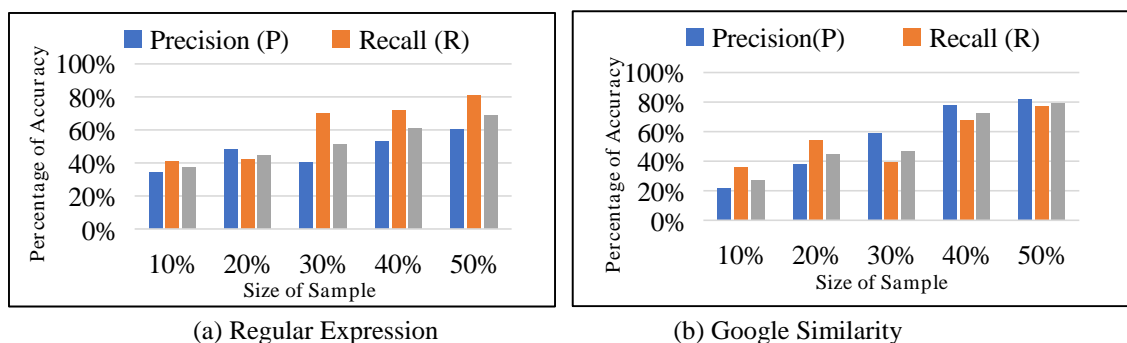 Precision (P) Recall (R)
100%
80%
60%
40%
20%
0%
Percentage of Accuracy
10% 20% 30% 40% 50%
Size of Sample
(a) Regular Expression
Precision(P) Recall (R)
100%
80%
60%
40%
20%
0%
Percentage of Accuracy
10% 20% 30% 40% 50%
Size of Sample
(b) Google Similarity